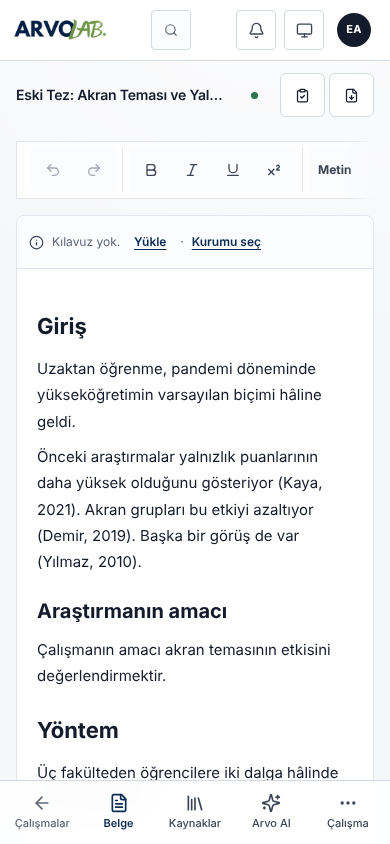 ARVOLAB.
EA
Eski Tez: Akran Teması ve Yal...
B I U x² Metin
Kılavuz yok. Yükle · Kurumu seç
Giriş
Uzaktan öğrenme, pandemi döneminde
yükseköğretimin varsayılan biçimi hâline
geldi.
Önceki araştırmalar yalnızlık puanlarının
daha yüksek olduğunu gösteriyor (Kaya,
2021). Akran grupları bu etkiyi azaltıyor
(Demir, 2019). Başka bir görüş de var
(Yılmaz, 2010).
Araştırmanın amacı
Çalışmanın amacı akran temasının etkisini
değerlendirmektir.
Yöntem
Üç fakülteden öğrencilere iki dalga hâlinde
Çalışmalar Belge Kaynaklar Arvo AI Çalışma